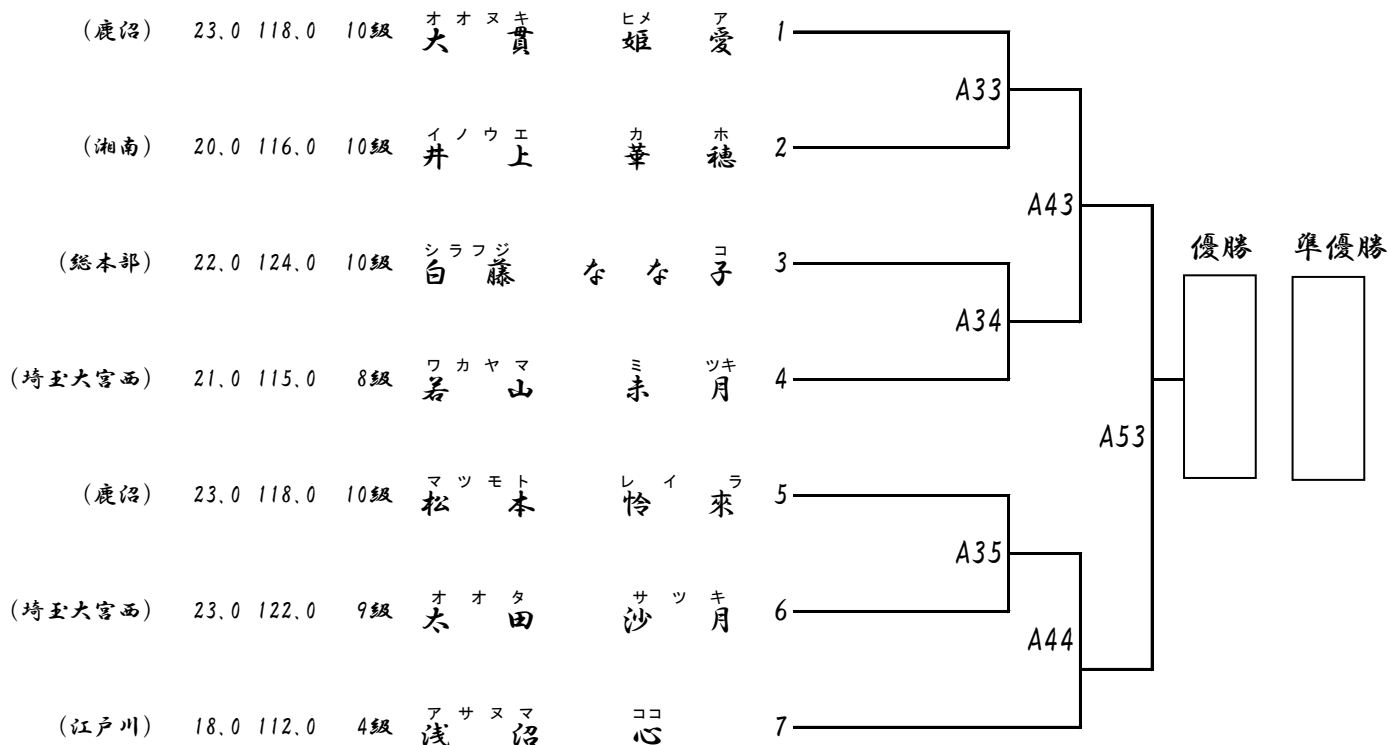 オオヌキ ヒメ ア
(鹿沼) 23.0 118.0 10級 大貫 姫愛 1
A33
イノウエ カ ホ
(湘南) 20.0 116.0 10級 井上 華穂 2
A43
優勝 準優勝
シラフジ コ
(総本部) 22.0 124.0 10級 白藤 なな子 3
A34
ワカヤマ ミ ツキ
(埼玉大宮西) 21.0 115.0 8級 若山 未月 4
A53
マツモト レイ ラ
(鹿沼) 23.0 118.0 10級 松本 怜來 5
A35
オオタ サツキ
(埼玉大宮西) 23.0 122.0 9級 太田 沙月 6
A44
アサヌマ ココ
(江戸川) 18.0 112.0 4級 浅沼 心 7